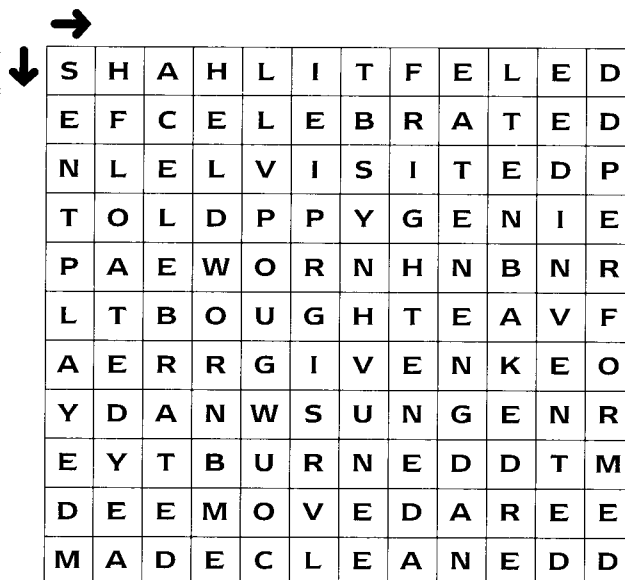 S H A H L I T F E L E D
E F C E L E B R A T E D
N L E L V I S I T E D P
T O L D P P Y G E N I E
P A E W O R N H N B N R
L T B O U G H T E A V F
A E R R G I V E N K E O
Y D A N W S U N G E N R
E Y T B U R N E D D T M
D E E M O V E D A R E E
M A D E C L E A N E D D